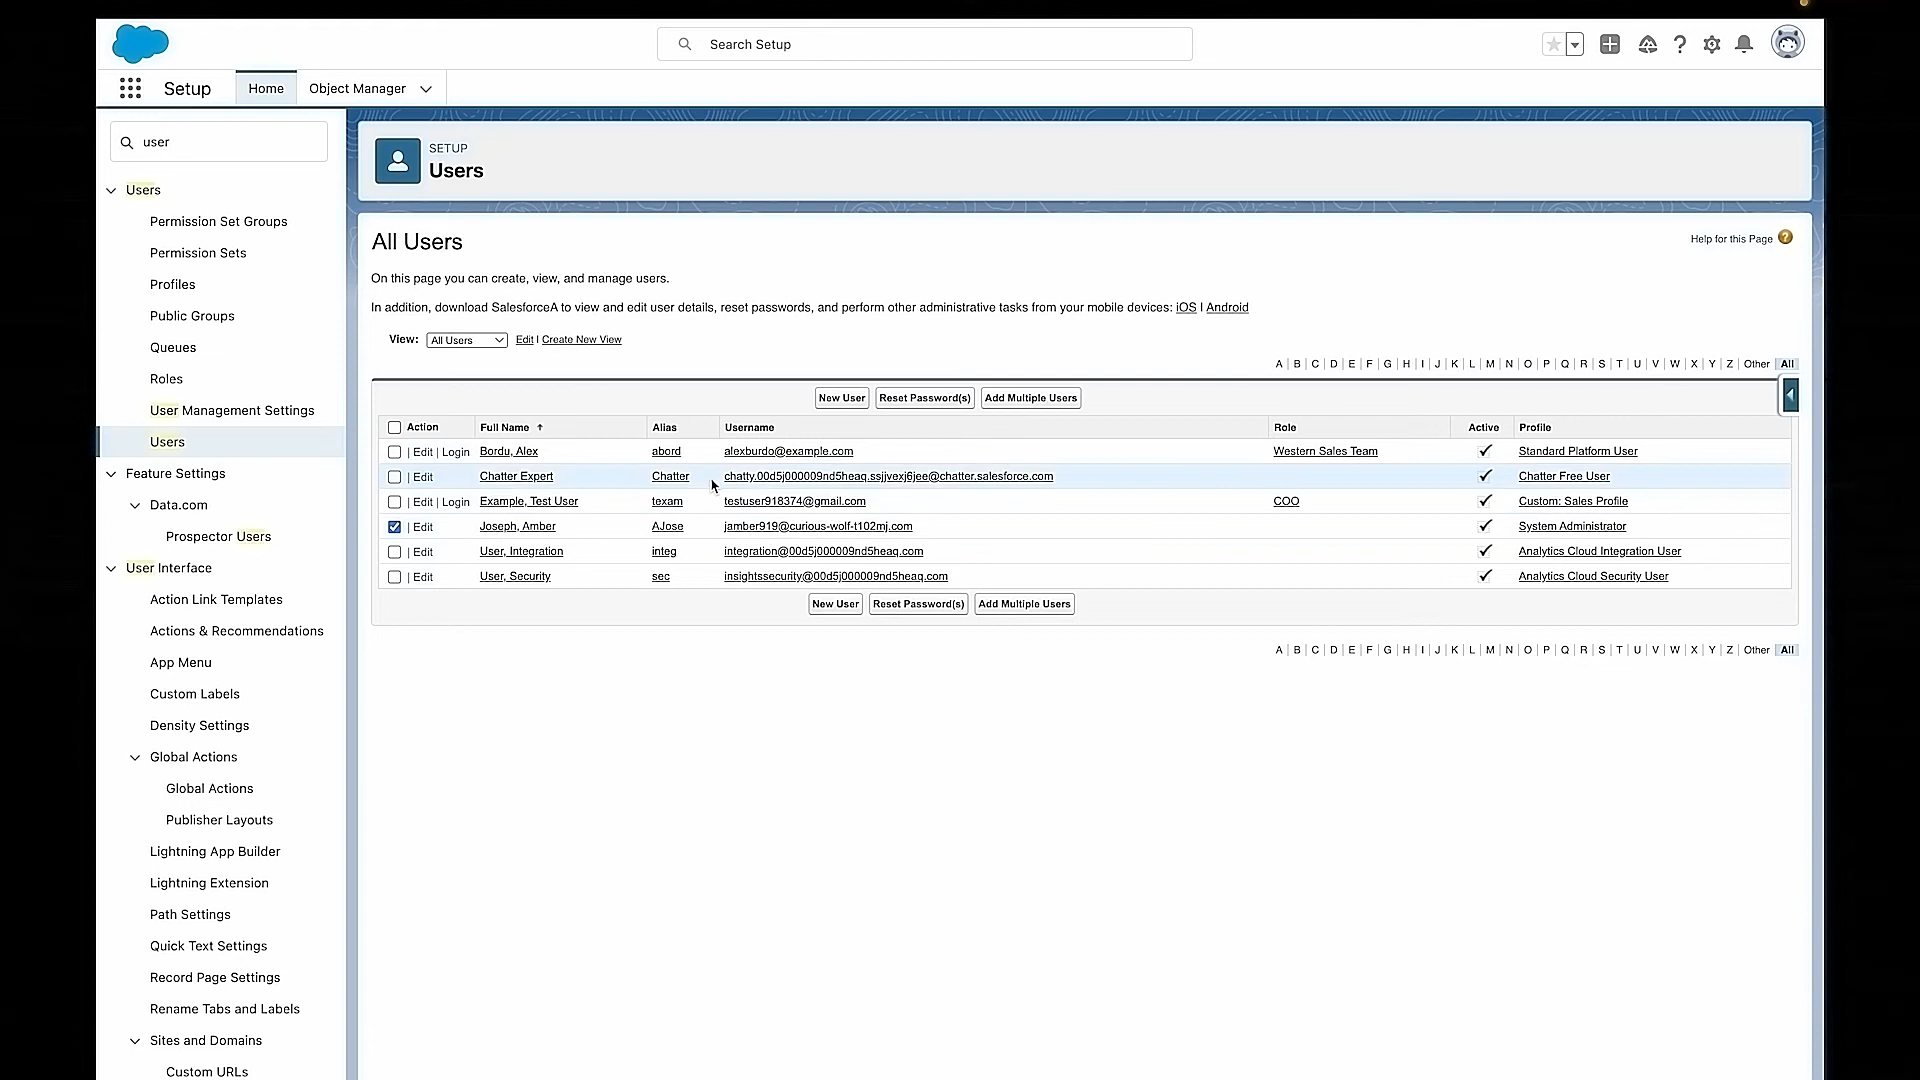 Search Setup
Setup
Home
Object Manager
user
Users
Permission Set Groups
Permission Sets
Profiles
Public Groups
Queues
Roles
User Management Settings
Users
Feature Settings
Data.com
Prospector Users
User Interface
Action Link Templates
Actions & Recommendations
App Menu
Custom Labels
Density Settings
Global Actions
Global Actions
Publisher Layouts
Lightning App Builder
Lightning Extension
Path Settings
Quick Text Settings
Record Page Settings
Rename Tabs and Labels
Sites and Domains
Custom URLs
SETUP
Users
All Users
Help for this Page
On this page you can create, view, and manage users.
In addition, download SalesforceA to view and edit user details, reset passwords, and perform other administrative tasks from your mobile devices: iOS | Android
View: All Users Edit | Create New View
A | B | C | D | E | F | G | H | I | J | K | L | M | N | O | P | Q | R | S | T | U | V | W | X | Y | Z | Other | All
New User Reset Password(s) Add Multiple Users
Action Full Name Alias Username Role Active Profile
| Edit | Login Bordu, Alex abord alexburdo@example.com Western Sales Team Standard Platform User
| Edit Chatter Expert Chatter chatty.00d5j000009nd5heaq.ssjjvexj6jee@chatter.salesforce.com Chatter Free User
| Edit | Login Example, Test User texam testuser918374@gmail.com COO Custom: Sales Profile
| Edit Joseph, Amber AJose jamber919@curious-wolf-t102mj.com System Administrator
| Edit User, Integration integ integration@00d5j000009nd5heaq.com Analytics Cloud Integration User
| Edit User, Security sec insightssecurity@00d5j000009nd5heaq.com Analytics Cloud Security User
New User Reset Password(s) Add Multiple Users
A | B | C | D | E | F | G | H | I | J | K | L | M | N | O | P | Q | R | S | T | U | V | W | X | Y | Z | Other | All